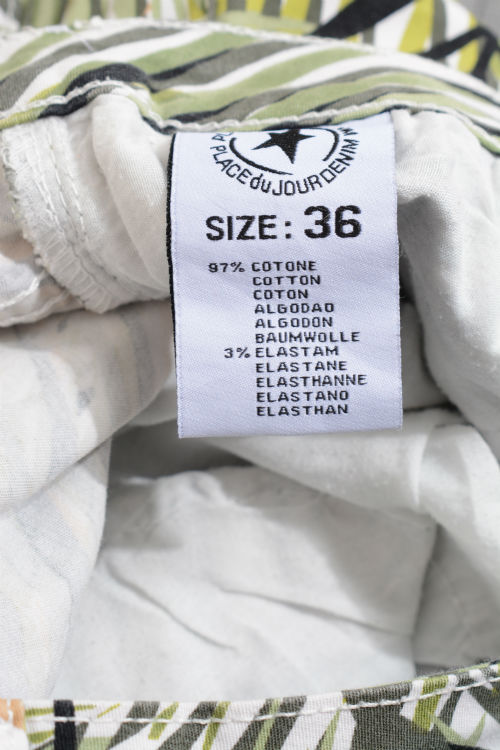 PLACE du JOUR DENIM
SIZE: 36
97% COTONE
COTTON
COTON
ALGODAO
ALGODON
BAUMWOLLE
3% ELASTAM
ELASTANE
ELASTHANNE
ELASTANO
ELASTHAN